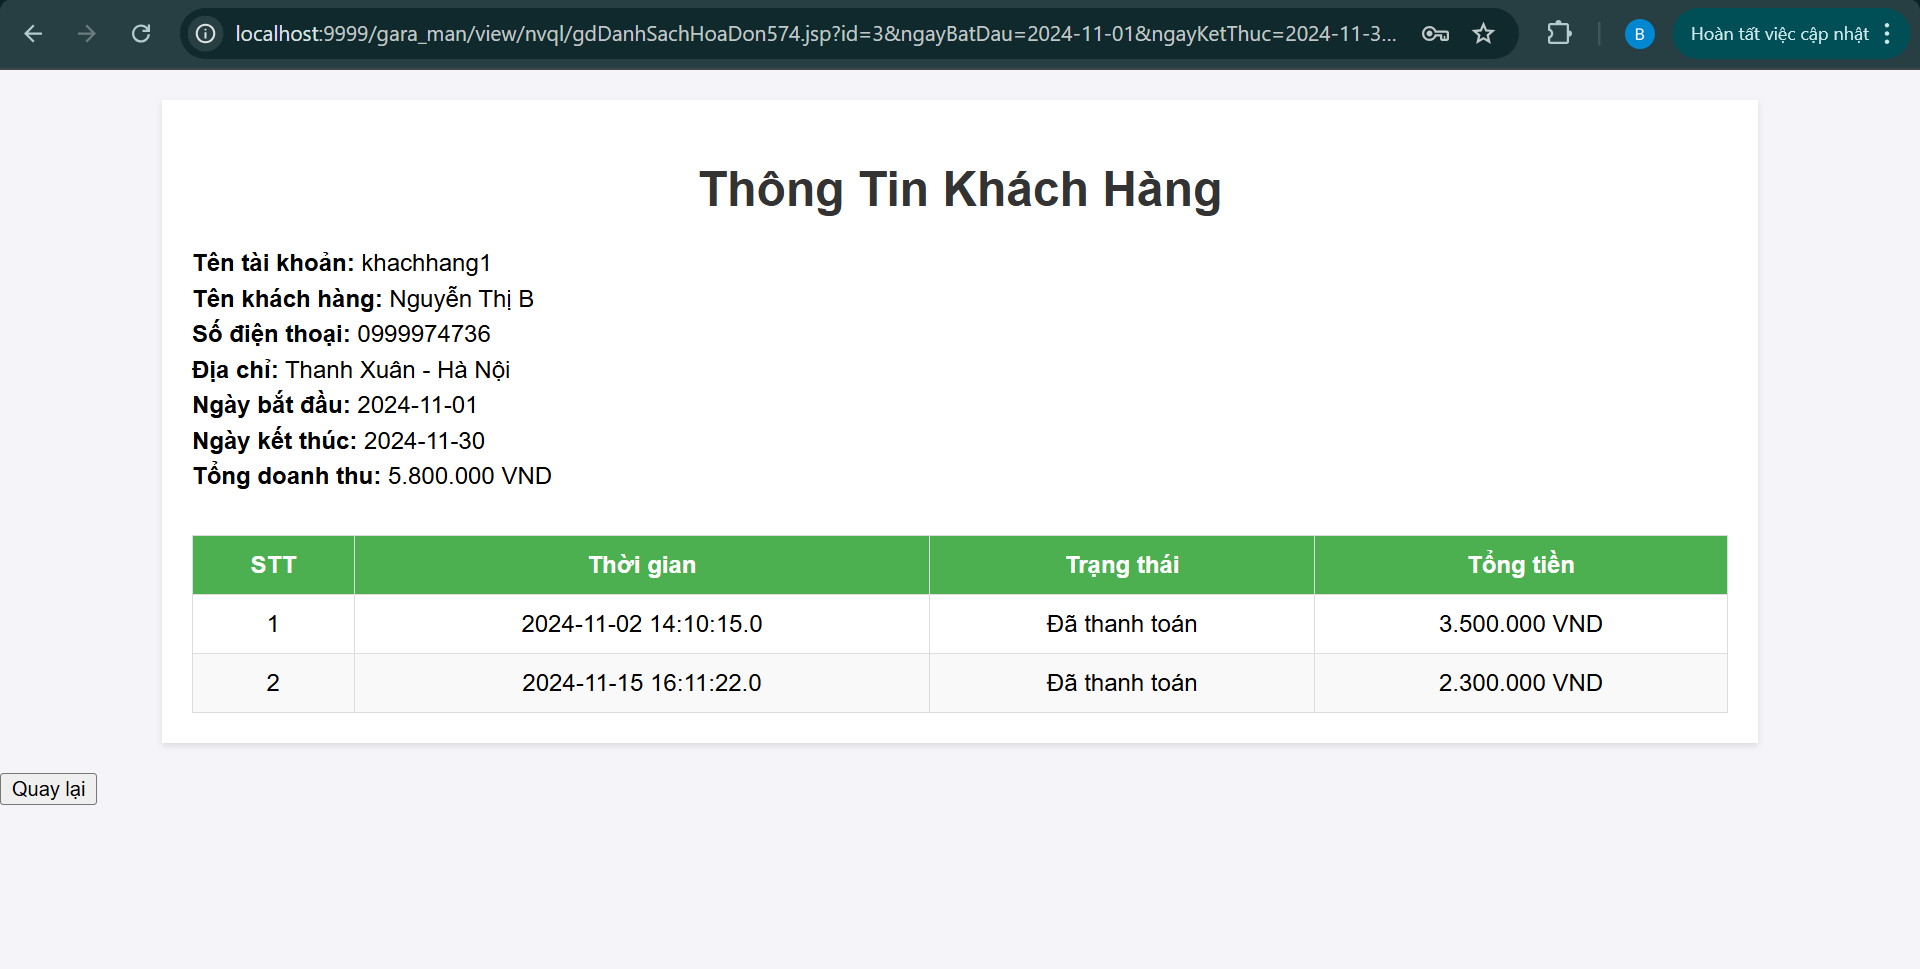 localhost:9999/gara_man/view/nvql/gdDanhSachHoaDon574.jsp?id=3&ngayBatDau=2024-11-01&ngayKetThuc=2024-11-3...
B
Hoàn tất việc cập nhật
Thông Tin Khách Hàng
Tên tài khoản: khachhang1
Tên khách hàng: Nguyễn Thị B
Số điện thoại: 0999974736
Địa chỉ: Thanh Xuân - Hà Nội
Ngày bắt đầu: 2024-11-01
Ngày kết thúc: 2024-11-30
Tổng doanh thu: 5.800.000 VND
STT Thời gian Trạng thái Tổng tiền
1 2024-11-02 14:10:15.0 Đã thanh toán 3.500.000 VND
2 2024-11-15 16:11:22.0 Đã thanh toán 2.300.000 VND
Quay lại